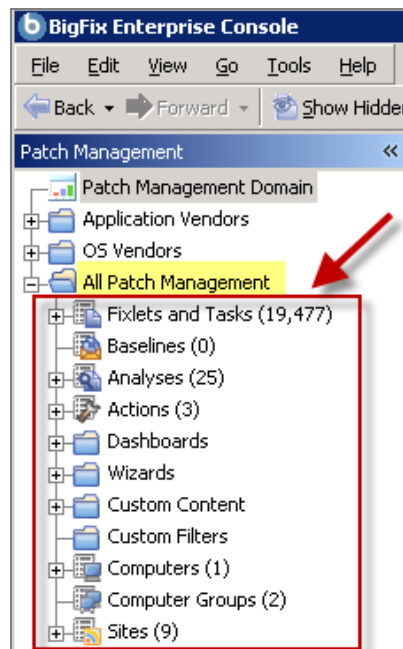 BigFix Enterprise Console
File Edit View Go Tools Help
Back Forward Show Hidde
Patch Management «
Patch Management Domain
Application Vendors
OS Vendors
All Patch Management
Fixlets and Tasks (19,477)
Baselines (0)
Analyses (25)
Actions (3)
Dashboards
Wizards
Custom Content
Custom Filters
Computers (1)
Computer Groups (2)
Sites (9)